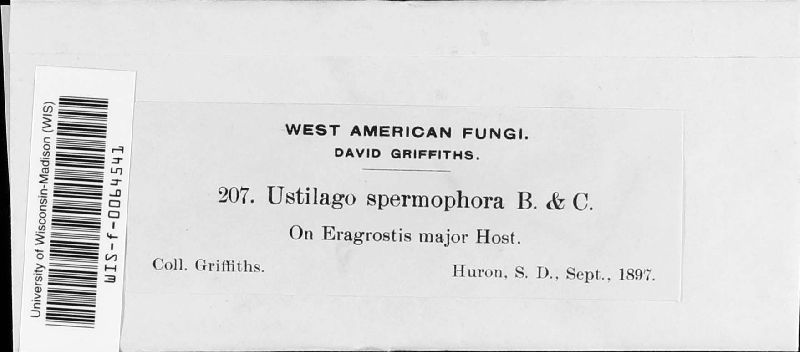 WEST AMERICAN FUNGI.
DAVID GRIFFITHS.
207. Ustilago spermophora B. & C.
On Eragrostis major Host.
Coll. Griffiths.
Huron, S. D., Sept., 1897.
University of Wisconsin-Madison (WIS)
WIS-f-0064541